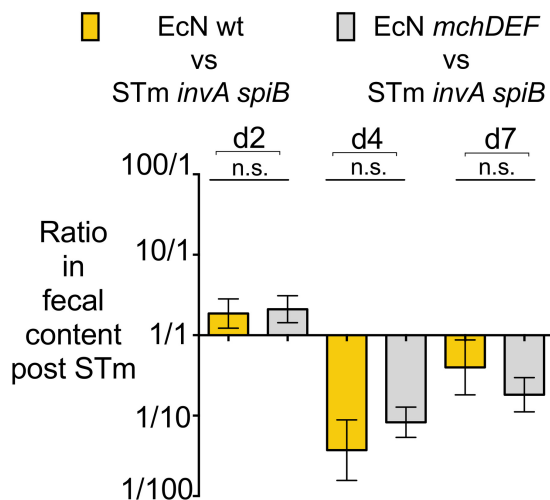 EcN wt
vs
STm invA spiB
EcN mchDEF
vs
STm invA spiB
d2
d4
d7
n.s.
n.s.
n.s.
100/1
10/1
1/1
1/10
1/100
Ratio
in
fecal
content
post STm